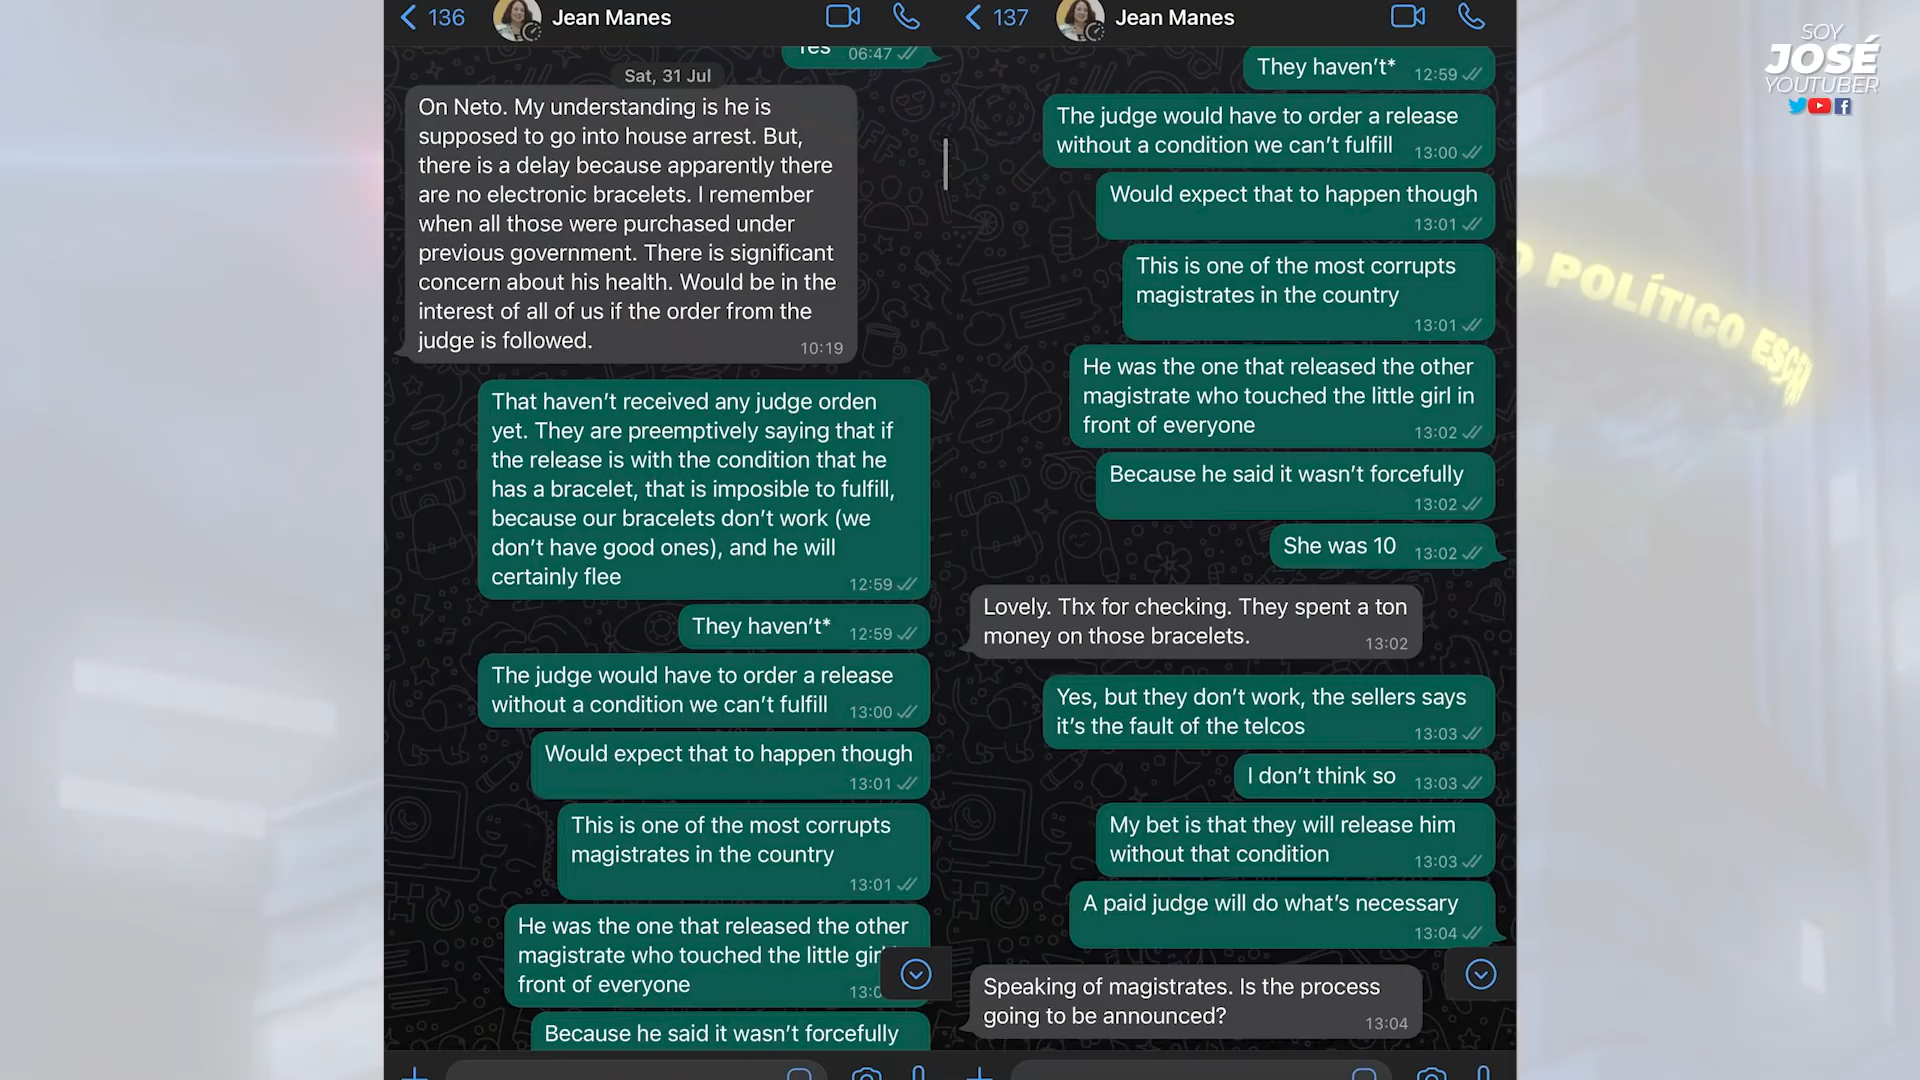 136
Jean Manes
Yes
06:47
Sat, 31 Jul
On Neto. My understanding is he is
supposed to go into house arrest. But,
there is a delay because apparently there
are no electronic bracelets. I remember
when all those were purchased under
previous government. There is significant
concern about his health. Would be in the
interest of all of us if the order from the
judge is followed.
10:19
That haven't received any judge orden
yet. They are preemptively saying that if
the release is with the condition that he
has a bracelet, that is imposible to fulfill,
because our bracelets don't work (we
don't have good ones), and he will
certainly flee
12:59
They haven't*
12:59
The judge would have to order a release
without a condition we can't fulfill
13:00
Would expect that to happen though
13:01
This is one of the most corrupts
magistrates in the country
13:01
He was the one that released the other
magistrate who touched the little gir
front of everyone
13:0
Because he said it wasn't forcefully
137
Jean Manes
They haven't*
12:59
The judge would have to order a release
without a condition we can't fulfill
13:00
Would expect that to happen though
13:01
This is one of the most corrupts
magistrates in the country
13:01
He was the one that released the other
magistrate who touched the little girl in
front of everyone
13:02
Because he said it wasn't forcefully
13:02
She was 10
13:02
Lovely. Thx for checking. They spent a ton
money on those bracelets.
13:02
Yes, but they don't work, the sellers says
it's the fault of the telcos
13:03
I don't think so
13:03
My bet is that they will release him
without that condition
13:03
A paid judge will do what's necessary
13:04
Speaking of magistrates. Is the process
going to be announced?
13:04
SOY
JOSÉ
YOUTUBER
O POLÍTICO